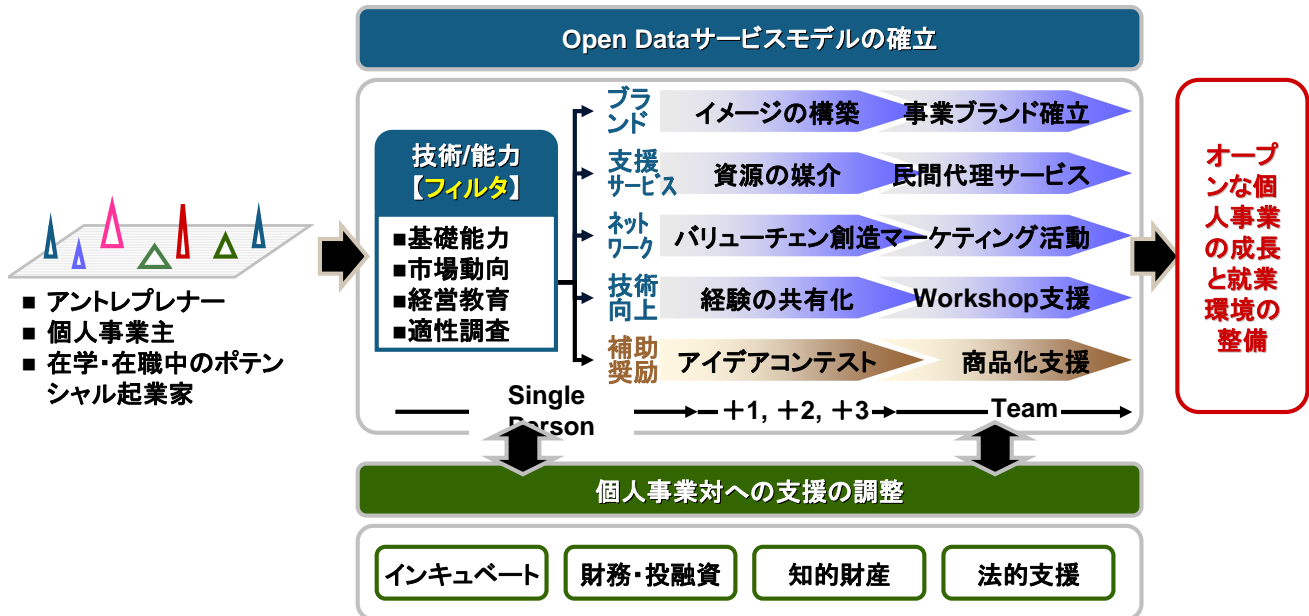 Open Dataサービスモデルの確立
ブラ
ンド
イメージの構築
事業ブランド確立
技術/能力
【フィルタ】
■基礎能力
■市場動向
■経営教育
■適性調査
支援
サービス
資源の媒介
民間代理サービス
ネット
ワーク
バリューチェン創造
マーケティング活動
技術
向上
経験の共有化
Workshop支援
補助
奨励
アイデアコンテスト
商品化支援
■ アントレプレナー
■ 個人事業主
■ 在学・在職中のポテン
シャル起業家
オープ
ンな個
人事業
の成長
と就業
環境の
整備
Single
Person
＋1, ＋2, ＋3
Team
個人事業対への支援の調整
インキュベート
財務・投融資
知的財産
法的支援